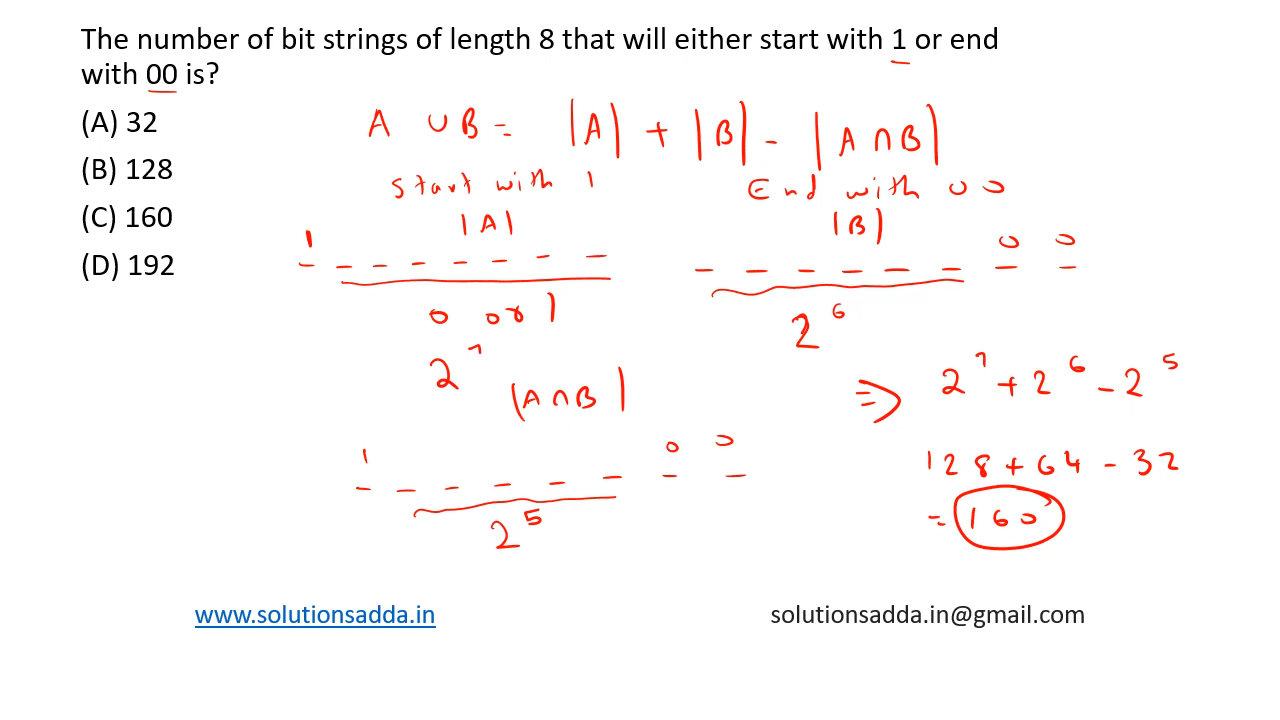 The number of bit strings of length 8 that will either start with 1 or end
with 00 is?
(A) 32
(B) 128
(C) 160
(D) 192
A ∪ B = |A| + |B| - |A ∩ B|
Start with 1
|A|
1 _ _ _ _ _ _ _
0 or 1
2^7
End with 00
|B|
_ _ _ _ _ _ 0 0
2^6
|A ∩ B|
1 _ _ _ _ _ 0 0
2^5
⇒ 2^7 + 2^6 - 2^5
128 + 64 - 32
= 160
www.solutionsadda.in
solutionsadda.in@gmail.com